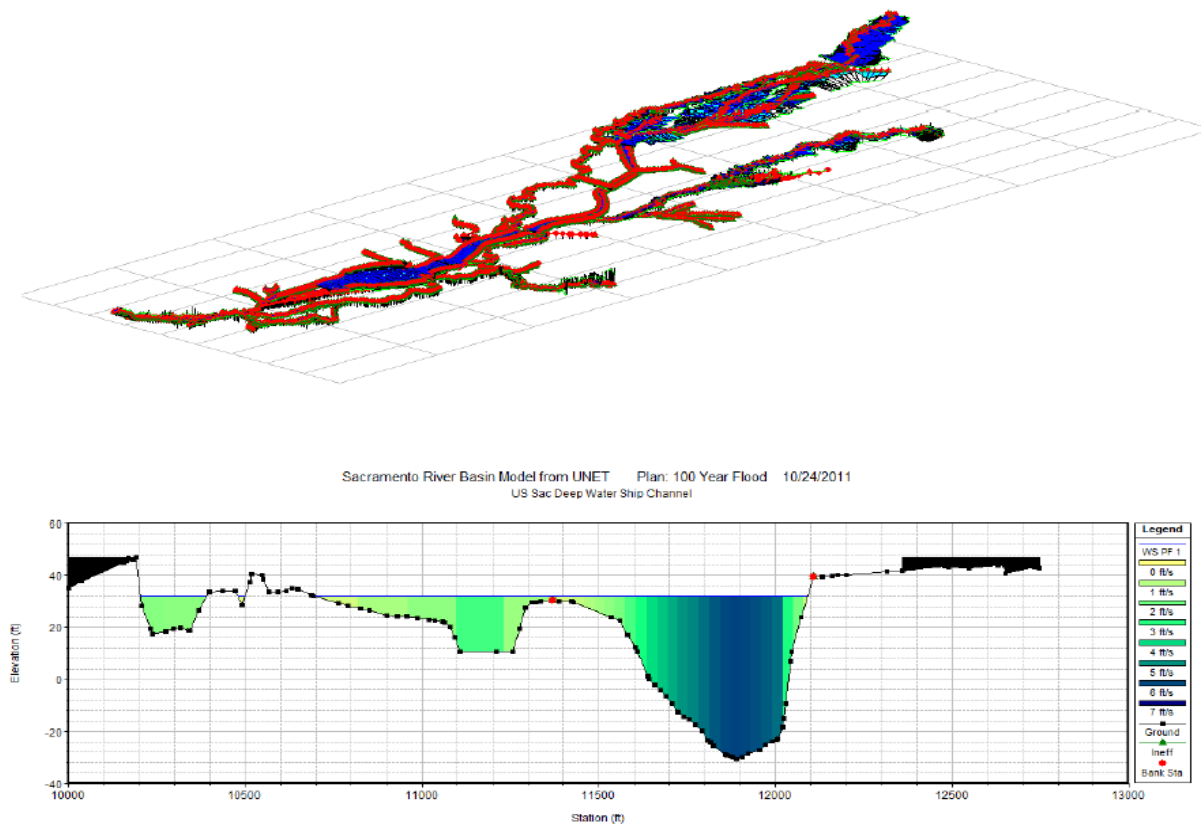 Sacramento River Basin Model from UNET Plan: 100 Year Flood 10/24/2011
US Sac Deep Water Ship Channel
60
40
20
0
-20
-40
Elevation (ft)
10000 10500 11000 11500 12000 12500 13000
Station (ft)
Legend
WS PF 1
0 ft/s
1 ft/s
2 ft/s
3 ft/s
4 ft/s
5 ft/s
6 ft/s
7 ft/s
Ground
Ineff
Bank Sta